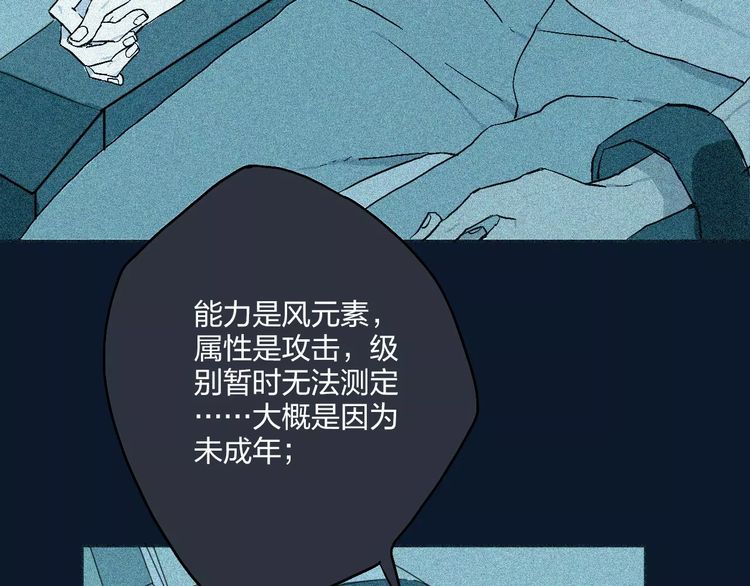 能力是风元素，
属性是攻击，级
别暂时无法测定
……大概是因为
未成年；